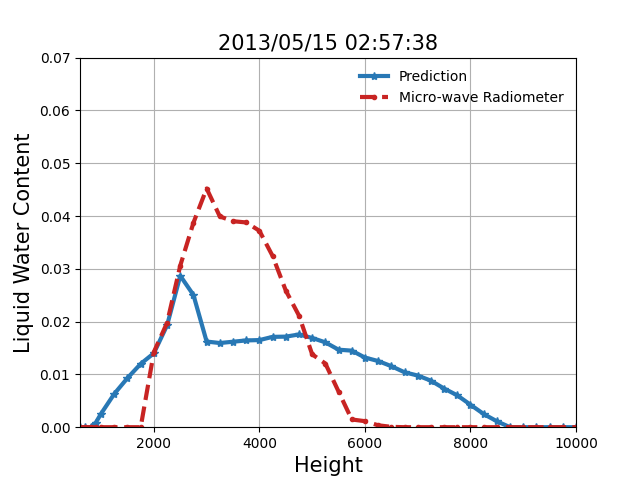 2013/05/15 02:57:38
Prediction
Micro-wave Radiometer
Liquid Water Content
0.07
0.06
0.05
0.04
0.03
0.02
0.01
0.00
2000 4000 6000 8000 10000
Height